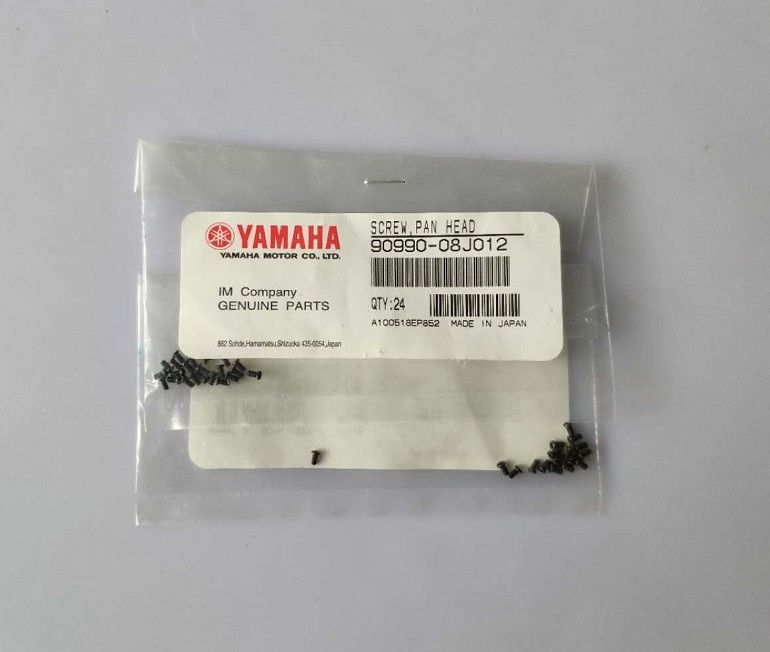 YAMAHA
YAMAHA MOTOR CO., LTD.
IM Company
GENUINE PARTS
882 Sohde,Hamamatsu,Shizuoka 435-0054,Japan
SCREW,PAN HEAD
90990-08J012
QTY:24
A100518EP852 MADE IN JAPAN